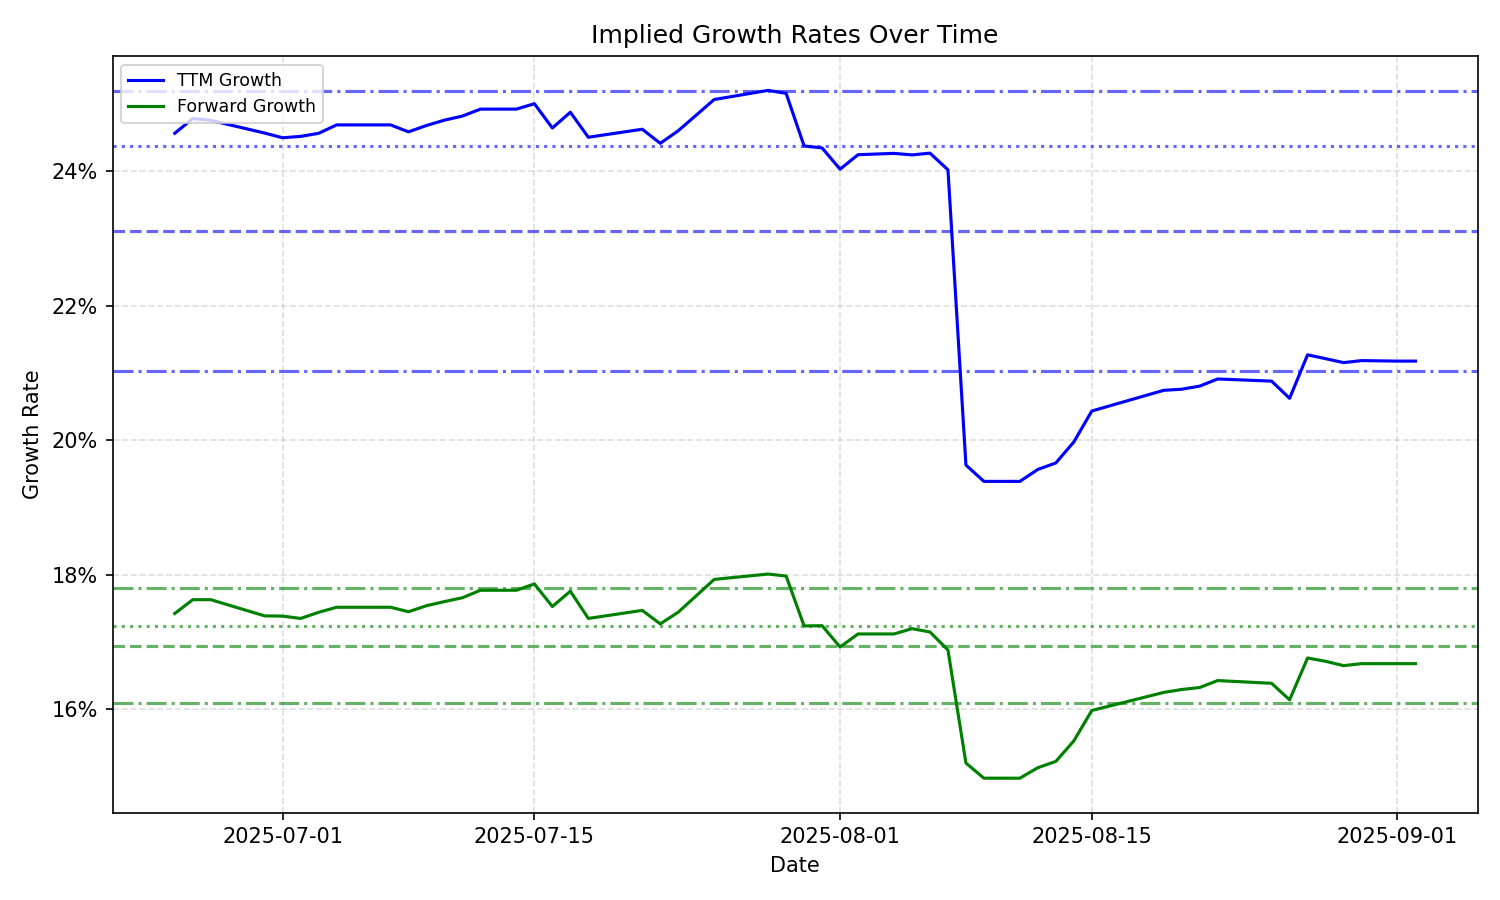 Implied Growth Rates Over Time
TTM Growth
Forward Growth
24%
22%
20%
18%
16%
Growth Rate
2025-07-01
2025-07-15
2025-08-01
2025-08-15
2025-09-01
Date